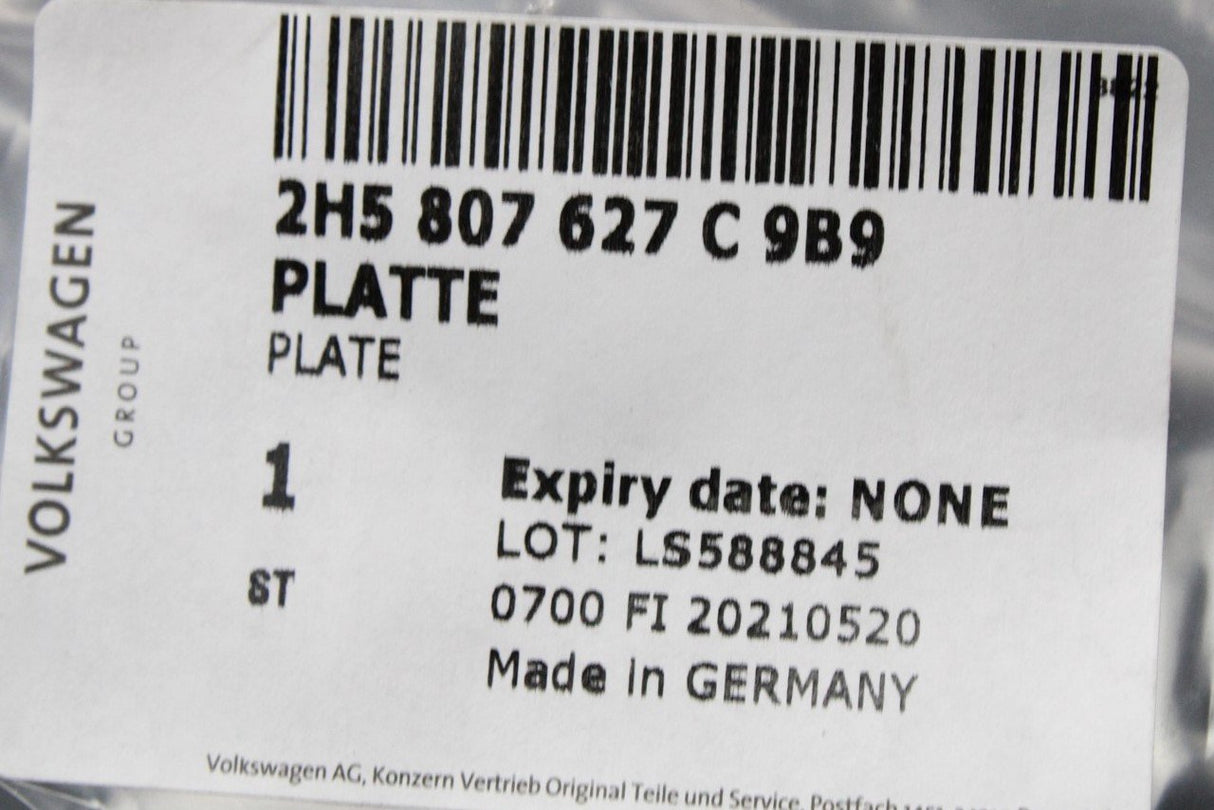 2H5 807 627 C 9B9
PLATTE
PLATE
VOLKSWAGEN
GROUP
1
ST
Expiry date: NONE
LOT: LS588845
0700 FI 20210520
Made in GERMANY
Volkswagen AG, Konzern Vertrieb Original Teile und Service, Postfach